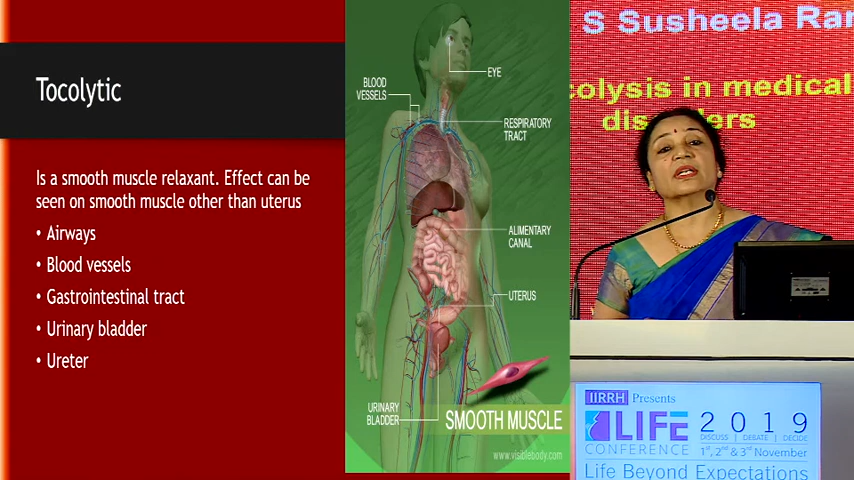 Tocolytic
Is a smooth muscle relaxant. Effect can be
seen on smooth muscle other than uterus
• Airways
• Blood vessels
• Gastrointestinal tract
• Urinary bladder
• Ureter
EYE
BLOOD
VESSELS
RESPIRATORY
TRACT
ALIMENTARY
CANAL
UTERUS
URINARY
BLADDER
SMOOTH MUSCLE
www.visiblebody.com
S Susheela
colysis in medical
IIRRH Presents
LIFE
CONFERENCE
2019
DISCUSS | DEBATE | DECIDE
1st, 2nd & 3rd November
Life Beyond Expectations